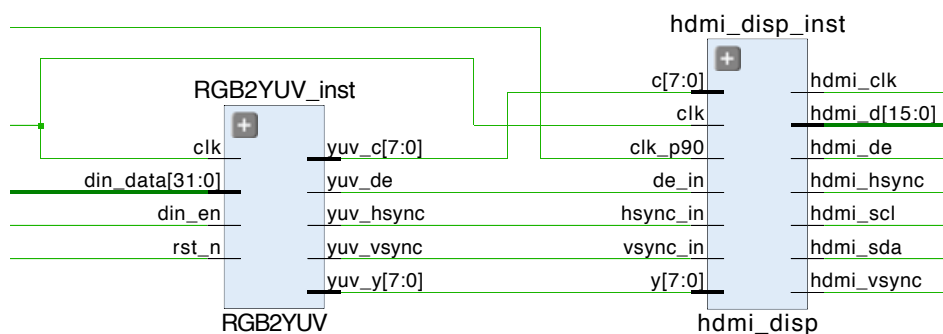 hdmi_disp_inst
RGB2YUV_inst
clk
din_data[31:0]
din_en
rst_n
yuv_c[7:0]
yuv_de
yuv_hsync
yuv_vsync
yuv_y[7:0]
RGB2YUV
c[7:0]
clk
clk_p90
de_in
hsync_in
vsync_in
y[7:0]
hdmi_clk
hdmi_d[15:0]
hdmi_de
hdmi_hsync
hdmi_scl
hdmi_sda
hdmi_vsync
hdmi_disp